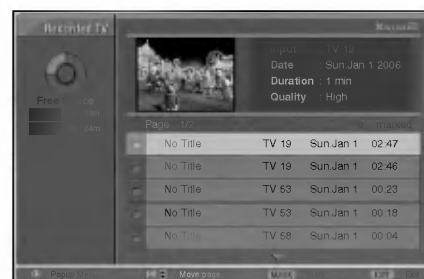 Recorded TV
Input : TV 19
Date : Sun.Jan 1 2006
Duration : 1 min
Quality : High
Free Space
Page 1/2
marked
No Title TV 19 Sun.Jan 1 02:47
No Title TV 19 Sun.Jan 1 02:46
No Title TV 53 Sun.Jan 1 00:23
No Title TV 53 Sun.Jan 1 00:18
No Title TV 58 Sun.Jan 1 00:04
Popup Menu Move page MARK EXIT